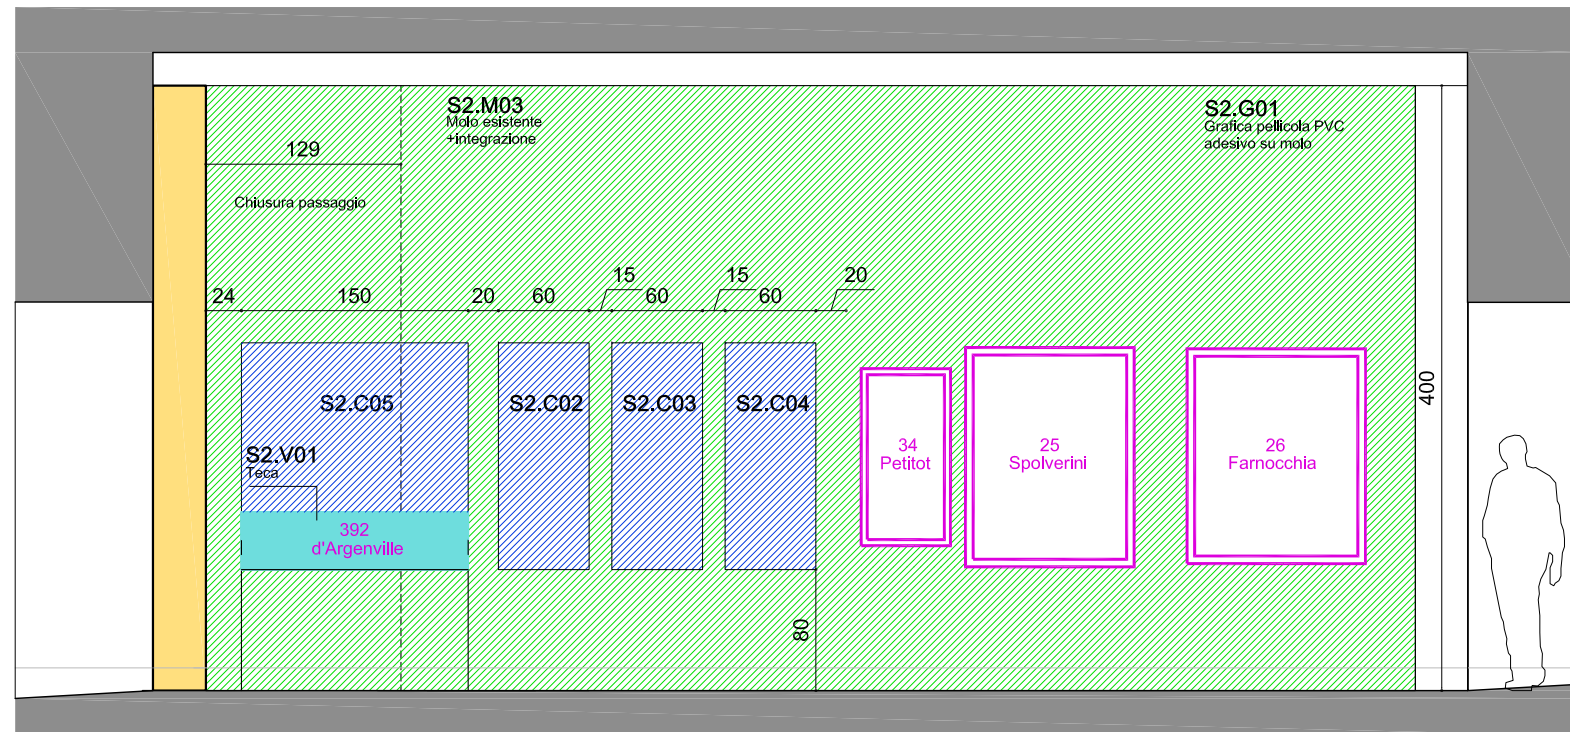 S2.M03
Molo esistente
+integrazione
S2.G01
Grafica pellicola PVC
adesivo su molo
129
Chiusura passaggio
15
15
20
24
150
20
60
60
60
400
S2.C05
S2.C02
S2.C03
S2.C04
S2.V01
Teca
34
Petitot
25
Spolverini
26
Farnocchia
392
d'Argenville
80